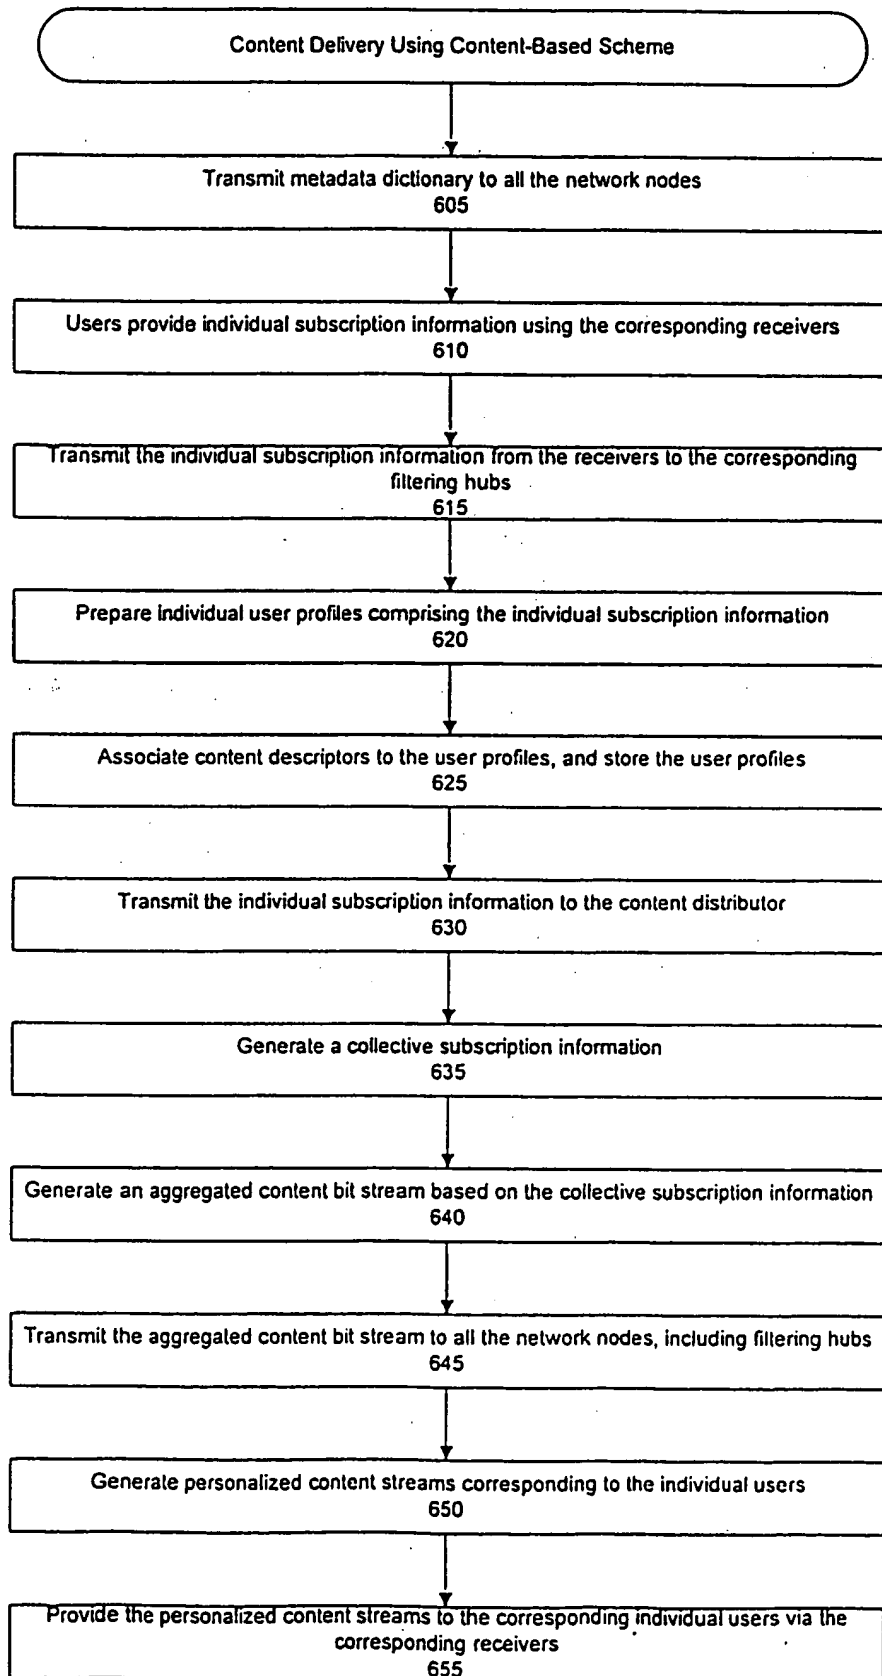 Content Delivery Using Content-Based Scheme
Transmit metadata dictionary to all the network nodes
605
Users provide individual subscription information using the corresponding receivers
610
Transmit the individual subscription information from the receivers to the corresponding
filtering hubs
615
Prepare individual user profiles comprising the individual subscription information
620
Associate content descriptors to the user profiles, and store the user profiles
625
Transmit the individual subscription information to the content distributor
630
Generate a collective subscription information
635
Generate an aggregated content bit stream based on the collective subscription information
640
Transmit the aggregated content bit stream to all the network nodes, including filtering hubs
645
Generate personalized content streams corresponding to the individual users
650
Provide the personalized content streams to the corresponding individual users via the
corresponding receivers
655